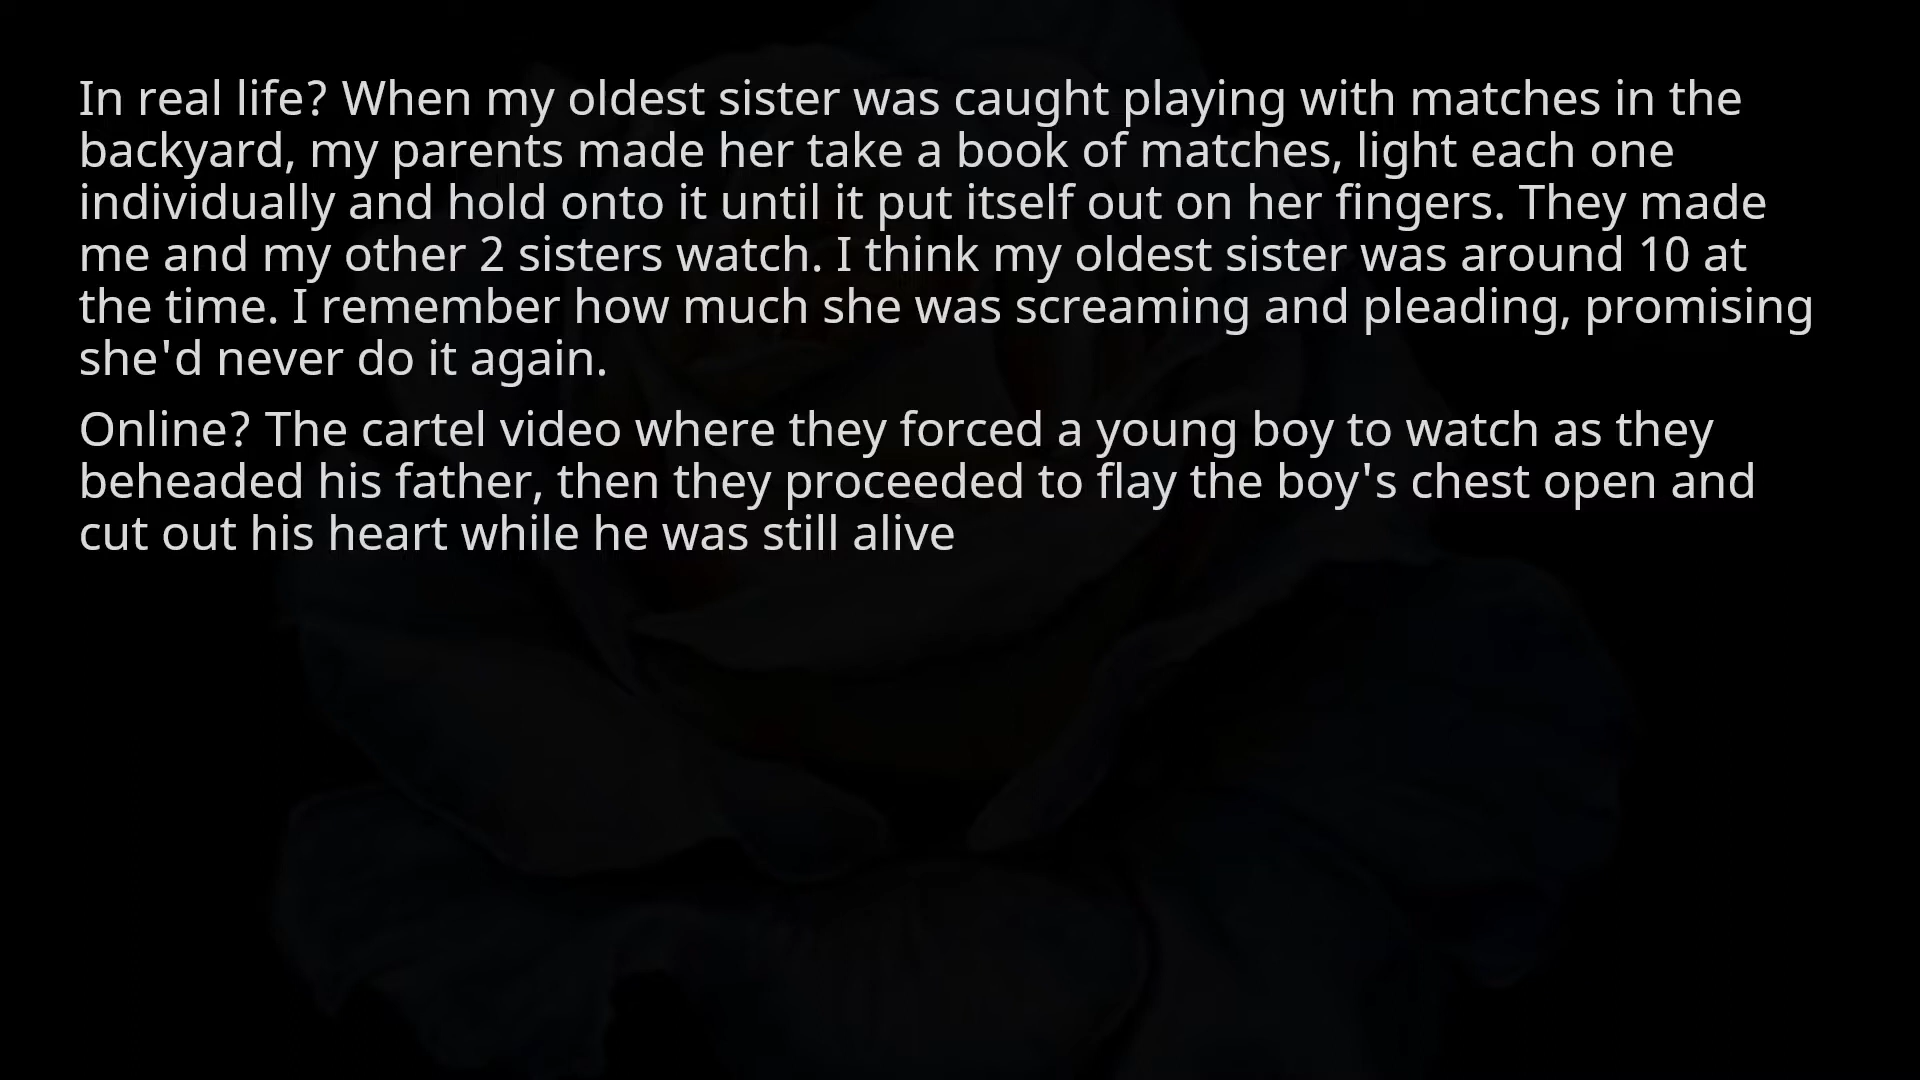 In real life? When my oldest sister was caught playing with matches in the
backyard, my parents made her take a book of matches, light each one
individually and hold onto it until it put itself out on her fingers. They made
me and my other 2 sisters watch. I think my oldest sister was around 10 at
the time. I remember how much she was screaming and pleading, promising
she'd never do it again.
Online? The cartel video where they forced a young boy to watch as they
beheaded his father, then they proceeded to flay the boy's chest open and
cut out his heart while he was still alive